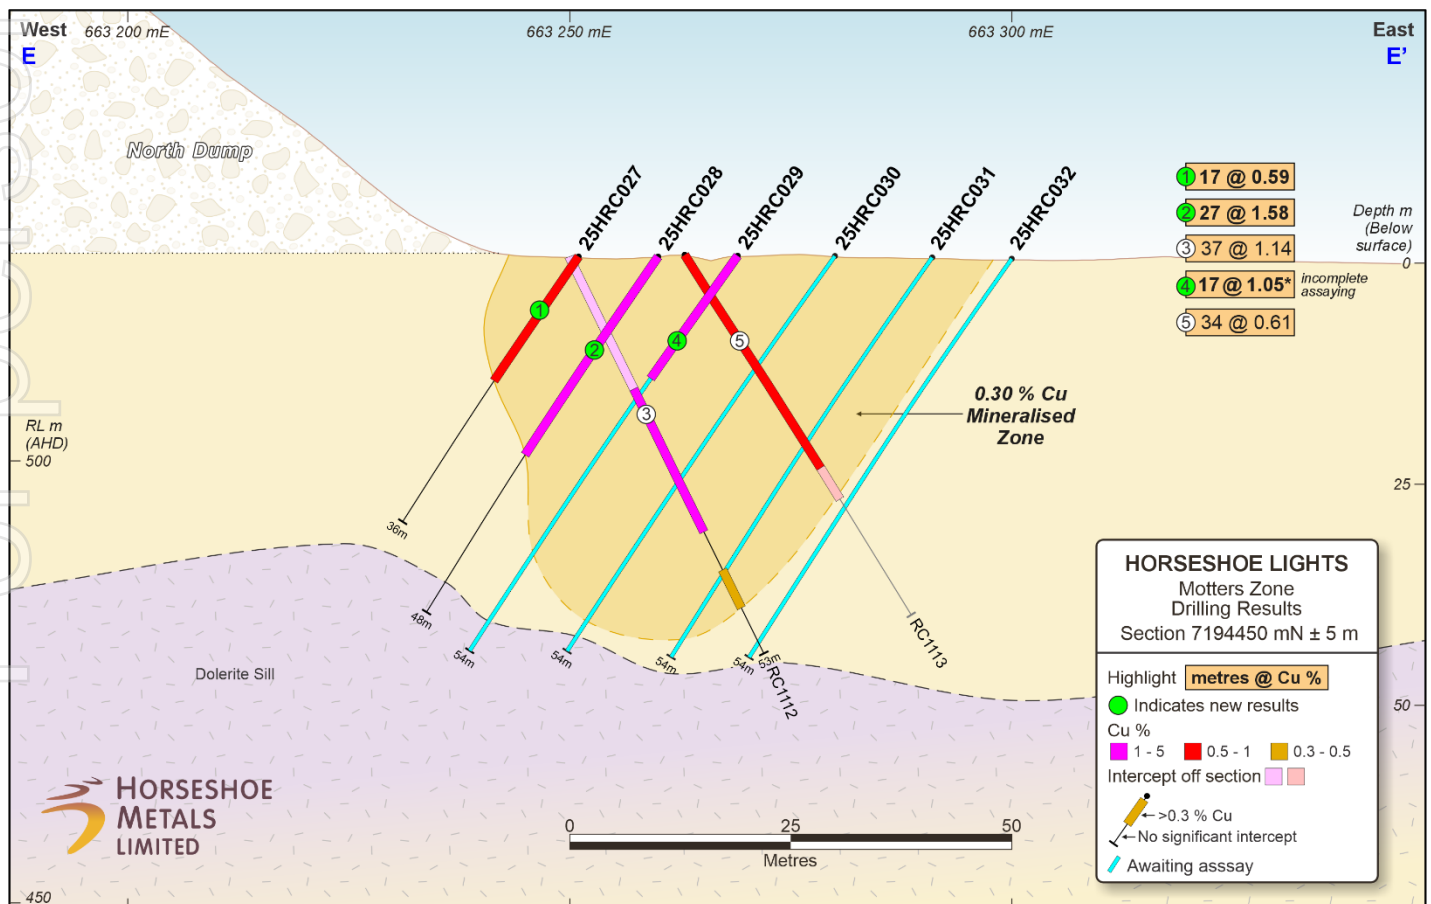 West
E
663 200 mE
663 250 mE
663 300 mE
East
E’
North Dump
25HRC027
25HRC028
25HRC029
25HRC030
25HRC031
25HRC032
1 17 @ 0.59
2 27 @ 1.58
3 37 @ 1.14
4 17 @ 1.05* incomplete
assaying
5 34 @ 0.61
Depth m
(Below
surface)
0
1
2
4
5
3
0.30 % Cu
Mineralised
Zone
RL m
(AHD)
500
25
36m
48m
54m
54m
54m
54m
53m
RC1112
RC1113
Dolerite Sill
50
HORSESHOE LIGHTS
Motters Zone
Drilling Results
Section 7194450 mN ± 5 m
Highlight metres @ Cu %
Indicates new results
Cu %
1 - 5 0.5 - 1 0.3 - 0.5
Intercept off section
>0.3 % Cu
No significant intercept
Awaiting asssay
HORSESHOE
METALS
LIMITED
0 25 50
Metres
450